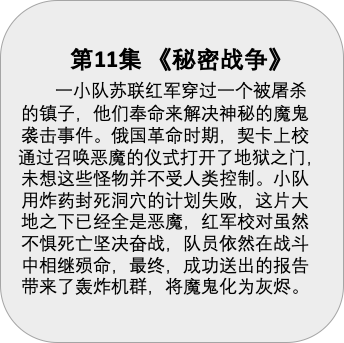 第11集 《秘密战争》
一小队苏联红军穿过一个被屠杀
的镇子，他们奉命来解决神秘的魔鬼
袭击事件。俄国革命时期，契卡上校
通过召唤恶魔的仪式打开了地狱之门，
未想这些怪物并不受人类控制。小队
用炸药封死洞穴的计划失败，这片大
地之下已经全是恶魔，红军校对虽然
不惧死亡坚决奋战，队员依然在战斗
中相继殒命，最终，成功送出的报告
带来了轰炸机群，将魔鬼化为灰烬。